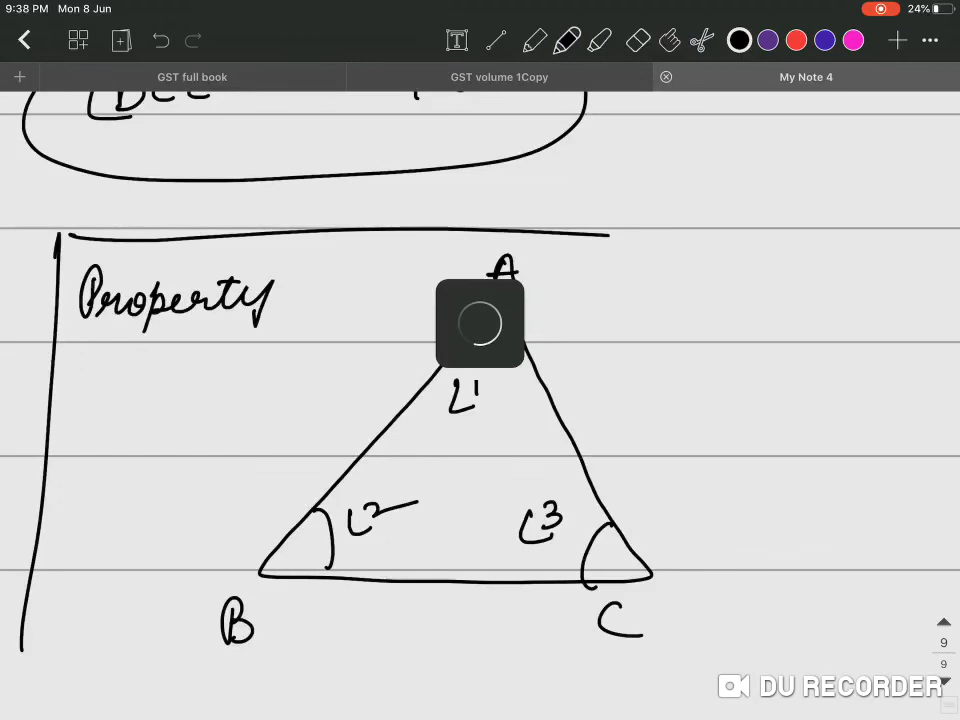 9:38 PM Mon 8 Jun 24%
GST full book GST volume 1Copy My Note 4
Property
A
∠1
∠2 ∠3
B C
9
9
DU RECORDER